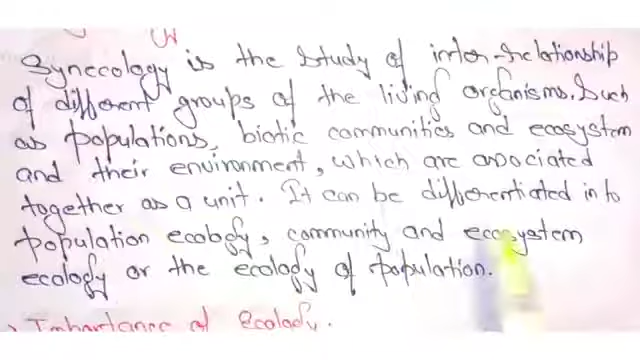 Synecology is the study of inter-relationship
of different groups of the living organisms. Such
as populations, biotic communities and ecosystem
and their environment, which are associated
together as a unit. It can be differentiated in to
population ecology, community and ecosystem
ecology or the ecology of population.
Importance of Ecology.